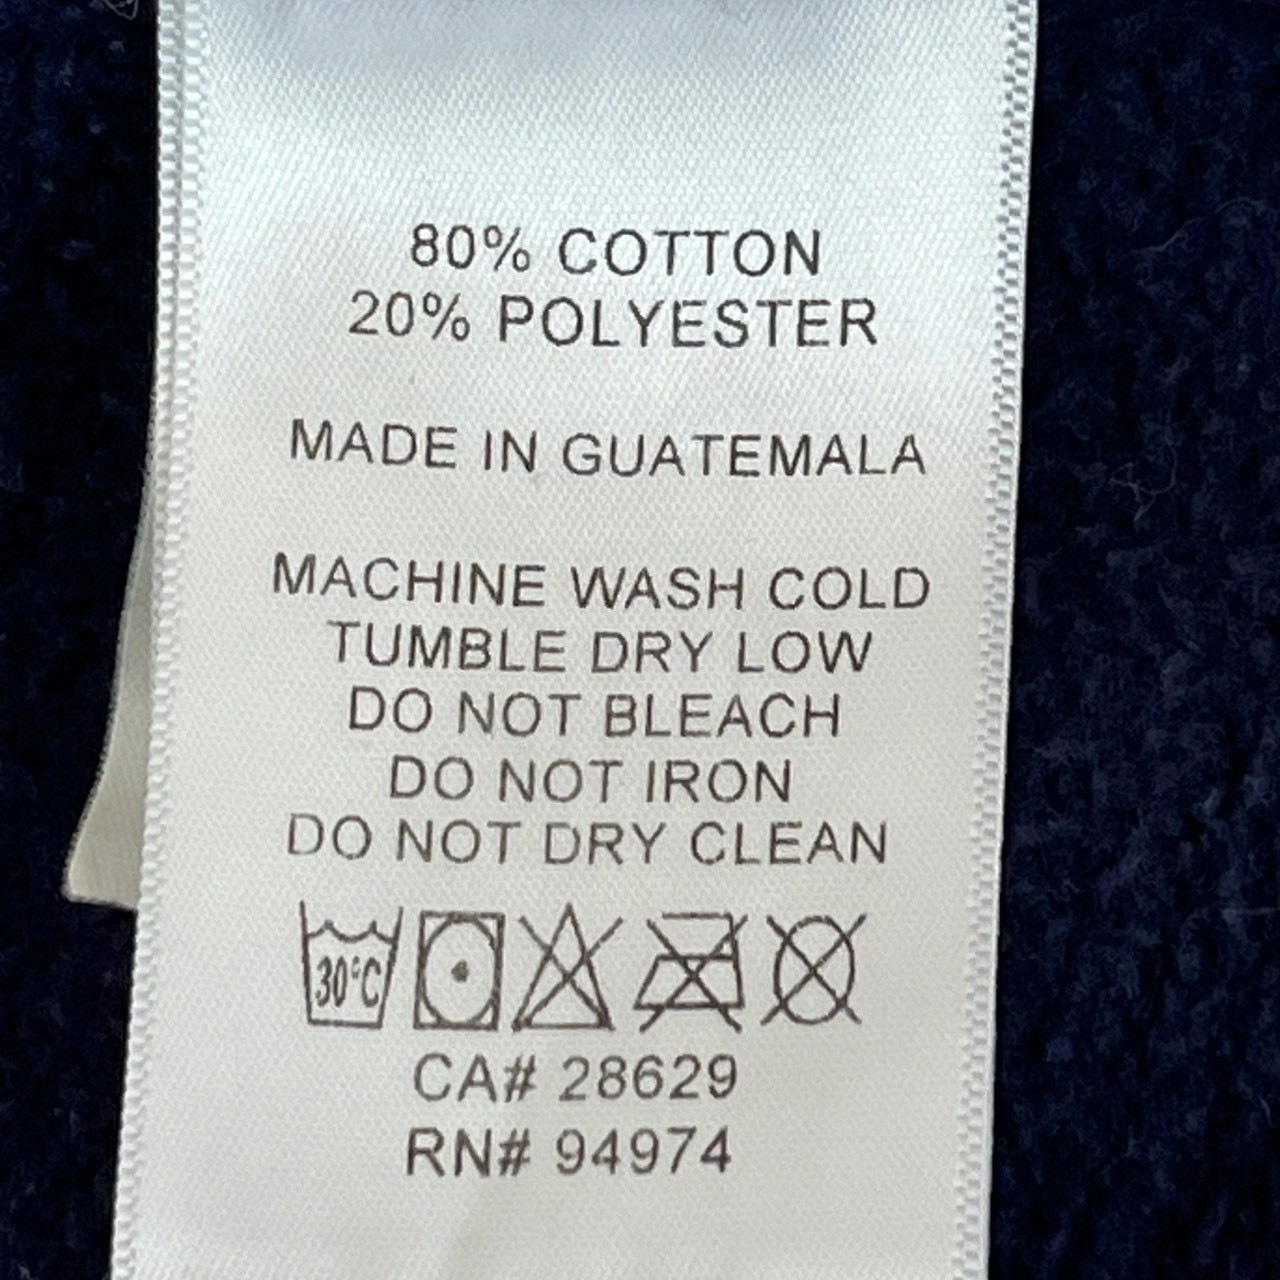 80% COTTON
20% POLYESTER
MADE IN GUATEMALA
MACHINE WASH COLD
TUMBLE DRY LOW
DO NOT BLEACH
DO NOT IRON
DO NOT DRY CLEAN
30°C
CA# 28629
RN# 94974